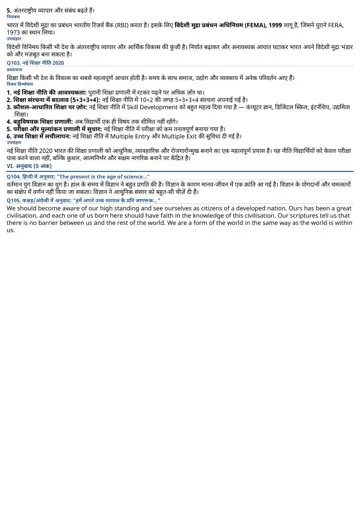 5. अंतरराष्ट्रीय व्यापार और संबंध बढ़ते हैं।
नियंत्रण
भारत में विदेशी मुद्रा का प्रबंधन भारतीय रिज़र्व बैंक (RBI) करता है। इसके लिए विदेशी मुद्रा प्रबंधन अधिनियम (FEMA), 1999 लागू है, जिसने पुराने FERA,
1973 का स्थान लिया।
उपसंहार
विदेशी विनिमय किसी भी देश के अंतरराष्ट्रीय व्यापार और आर्थिक विकास की कुंजी है। निर्यात बढ़ाकर और अनावश्यक आयात घटाकर भारत अपने विदेशी मुद्रा भंडार
को और मज़बूत बना सकता है।
Q103. नई शिक्षा नीति 2020
प्रस्तावना
शिक्षा किसी भी देश के विकास का सबसे महत्वपूर्ण आधार होती है। समय के साथ समाज, उद्योग और व्यवसाय में अनेक परिवर्तन आए हैं।
विषय विश्लेषण
1. नई शिक्षा नीति की आवश्यकता: पुरानी शिक्षा प्रणाली में रटकर पढ़ने पर अधिक ज़ोर था।
2. शिक्षा संरचना में बदलाव (5+3+3+4): नई शिक्षा नीति में 10+2 की जगह 5+3+3+4 संरचना अपनाई गई है।
3. कौशल-आधारित शिक्षा पर ज़ोर: नई शिक्षा नीति में Skill Development को बहुत महत्व दिया गया है — कंप्यूटर ज्ञान, डिजिटल स्किल, इंटर्नशिप, उद्यमिता
शिक्षा।
4. बहुविषयक शिक्षा प्रणाली: अब विद्यार्थी एक ही विषय तक सीमित नहीं रहेंगे।
5. परीक्षा और मूल्यांकन प्रणाली में सुधार: नई शिक्षा नीति में परीक्षा को कम तनावपूर्ण बनाया गया है।
6. उच्च शिक्षा में लचीलापन: नई शिक्षा नीति में Multiple Entry और Multiple Exit की सुविधा दी गई है।
उपसंहार
नई शिक्षा नीति 2020 भारत की शिक्षा प्रणाली को आधुनिक, व्यावहारिक और रोजगारोन्मुख बनाने का एक महत्वपूर्ण प्रयास है। यह नीति विद्यार्थियों को केवल परीक्षा
पास करने वाला नहीं, बल्कि कुशल, आत्मनिर्भर और सक्षम नागरिक बनाने पर केंद्रित है।
VI. अनुवाद (5 अंक)
Q104. हिन्दी में अनुवाद: "The present is the age of science..."
वर्तमान युग विज्ञान का युग है। हाल के समय में विज्ञान ने बहुत प्रगति की है। विज्ञान के कारण मानव-जीवन में एक क्रांति आ गई है। विज्ञान के योगदानों और चमत्कारों
का संक्षेप में वर्णन नहीं किया जा सकता। विज्ञान ने आधुनिक संसार को बहुत-सी चीज़ें दी हैं।
Q105. कन्नड़/अंग्रेजी में अनुवाद: "हमें अपने उच्च धरातल के प्रति जागरूक..."
We should become aware of our high standing and see ourselves as citizens of a developed nation. Ours has been a great
civilisation, and each one of us born here should have faith in the knowledge of this civilisation. Our scriptures tell us that
there is no barrier between us and the rest of the world. We are a form of the world in the same way as the world is within
us.